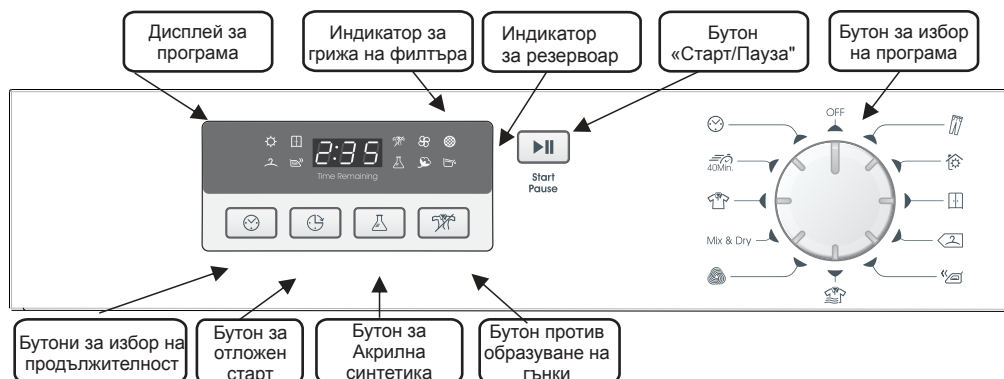 Дисплей за
програма
Индикатор за
грижа на филтъра
Индикатор
за резервоар
Бутон
«Старт/Пауза"
Бутон за избор
на програма
2:35
Time Remaining
Start
Pause
OFF
40Min.
Mix & Dry
Бутони за избор на
продължителност
Бутон за
отложен
старт
Бутон за
Акрилна
синтетика
Бутон против
образуване на
гънки